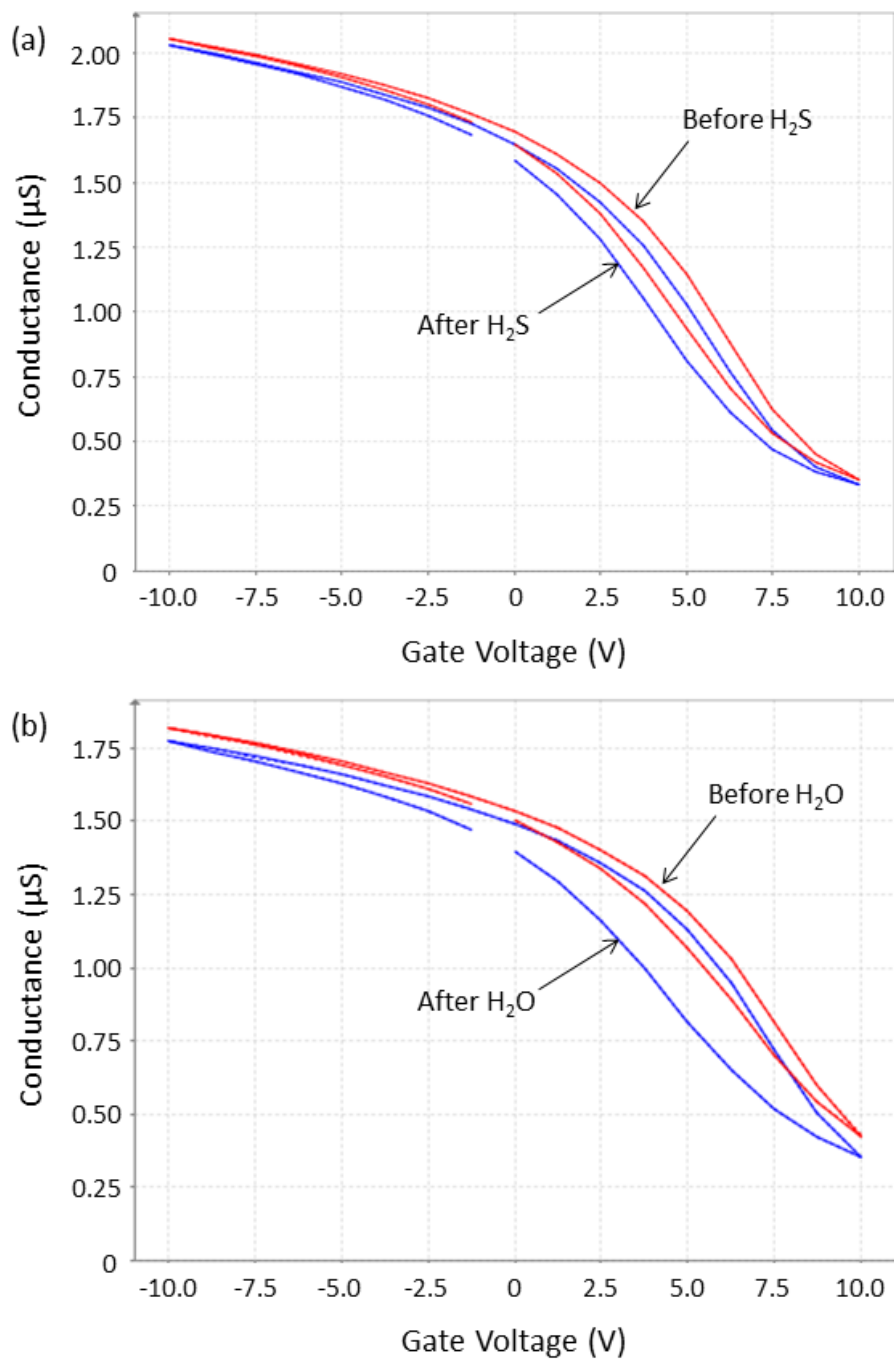 (a)
2.00
1.75
1.50
1.25
1.00
0.75
0.50
0.25
0
Conductance (µS)
Before H₂S
After H₂S
-10.0 -7.5 -5.0 -2.5 0 2.5 5.0 7.5 10.0
Gate Voltage (V)
(b)
1.75
1.50
1.25
1.00
0.75
0.50
0.25
0
Conductance (µS)
Before H₂O
After H₂O
-10.0 -7.5 -5.0 -2.5 0 2.5 5.0 7.5 10.0
Gate Voltage (V)